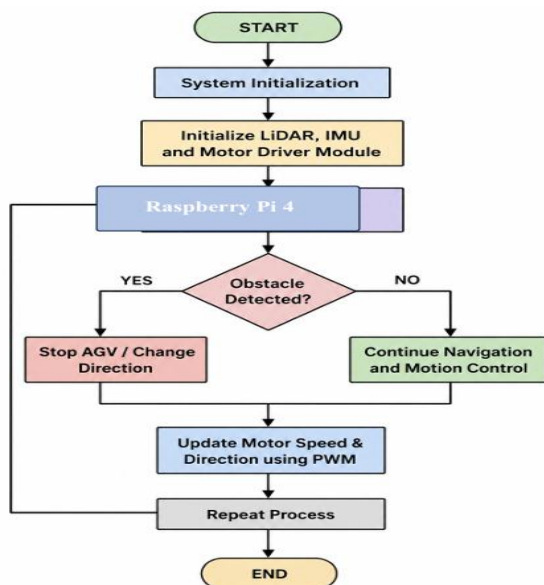 START
System Initialization
Initialize LiDAR, IMU
and Motor Driver Module
Raspberry Pi 4
Obstacle
Detected?
YES
NO
Stop AGV / Change
Direction
Continue Navigation
and Motion Control
Update Motor Speed &
Direction using PWM
Repeat Process
END